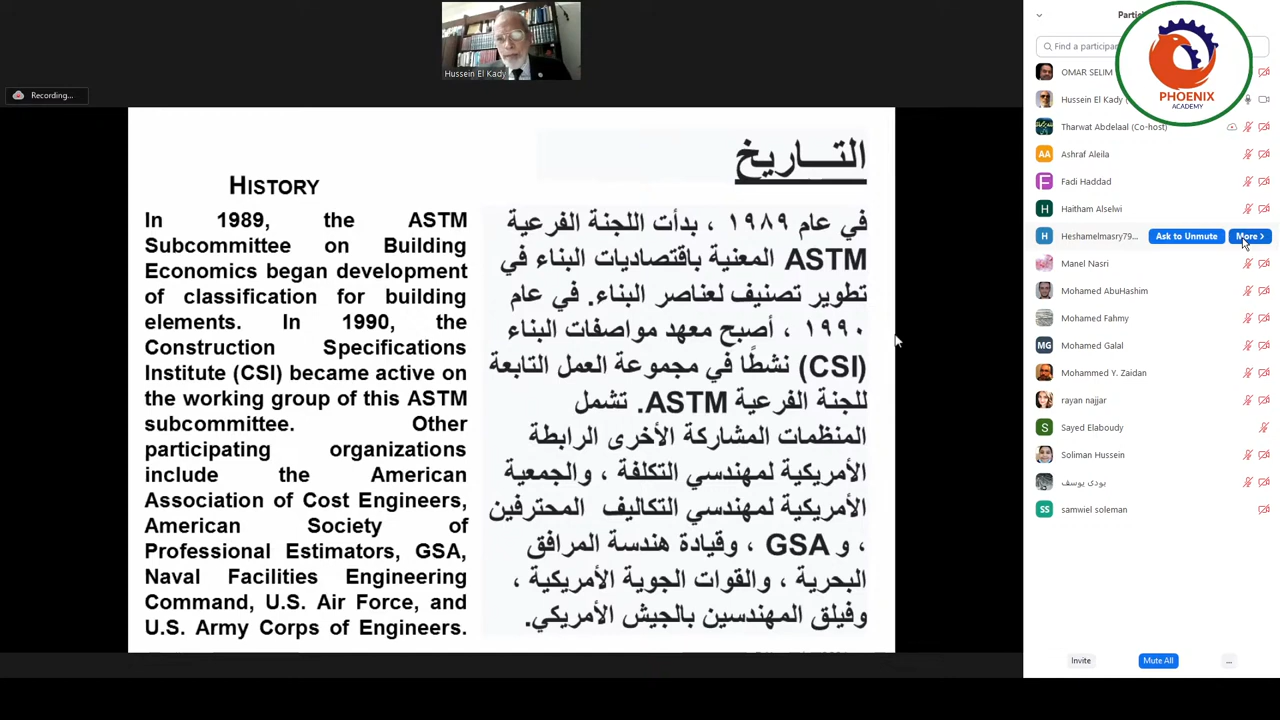 Hussein El Kady
Recording...
HISTORY
In 1989, the ASTM
Subcommittee on Building
Economics began development
of classification for building
elements. In 1990, the
Construction Specifications
Institute (CSI) became active on
the working group of this ASTM
subcommittee. Other
participating organizations
include the American
Association of Cost Engineers,
American Society of
Professional Estimators, GSA,
Naval Facilities Engineering
Command, U.S. Air Force, and
U.S. Army Corps of Engineers.
التـــاريخ
في عام ١٩٨٩ ، بدأت اللجنة الفرعية
ASTM المعنية باقتصاديات البناء في
تطوير تصنيف لعناصر البناء. في عام
١٩٩٠ ، أصبح معهد مواصفات البناء
(CSI) نشطًا في مجموعة العمل التابعة
للجنة الفرعية ASTM. تشمل
المنظمات المشاركة الأخرى الرابطة
الأمريكية لمهندسي التكلفة ، والجمعية
الأمريكية لمهندسي التكاليف المحترفين
، و GSA ، وقيادة هندسة المرافق
البحرية ، والقوات الجوية الأمريكية ،
وفيلق المهندسين بالجيش الأمريكي.
Parti
Find a participa
PHOENIX
ACADEMY
OMAR SELIM
Hussein El Kady
Tharwat Abdelaal (Co-host)
AA Ashraf Aleila
F Fadi Haddad
H Haitham Alselwi
H Heshamelmasry79... Ask to Unmute More >
Manel Nasri
Mohamed AbuHashim
Mohamed Fahmy
MG Mohamed Galal
Mohammed Y. Zaidan
rayan najjar
S Sayed Elaboudy
Soliman Hussein
بودى يوسف
SS samwiel soleman
Invite Mute All ...